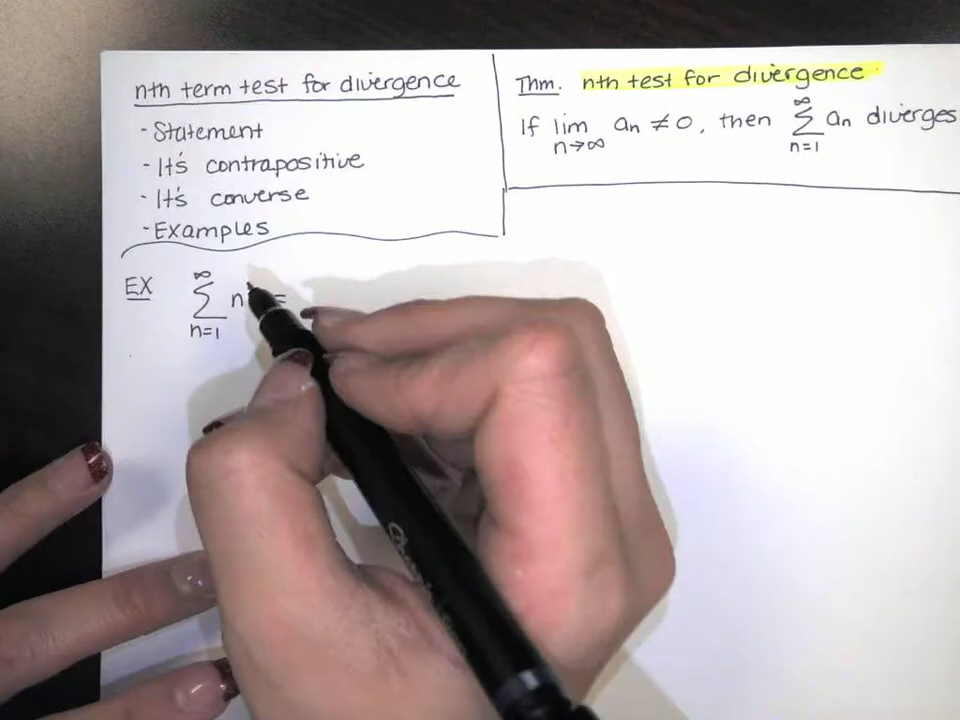 nth term test for divergence
- Statement
- It's contrapositive
- It's converse
- Examples
Thm. nth test for divergence
If lim n→∞ an ≠ 0, then ∞ Σ n=1 an diverges
EX ∞ Σ n=1 n =